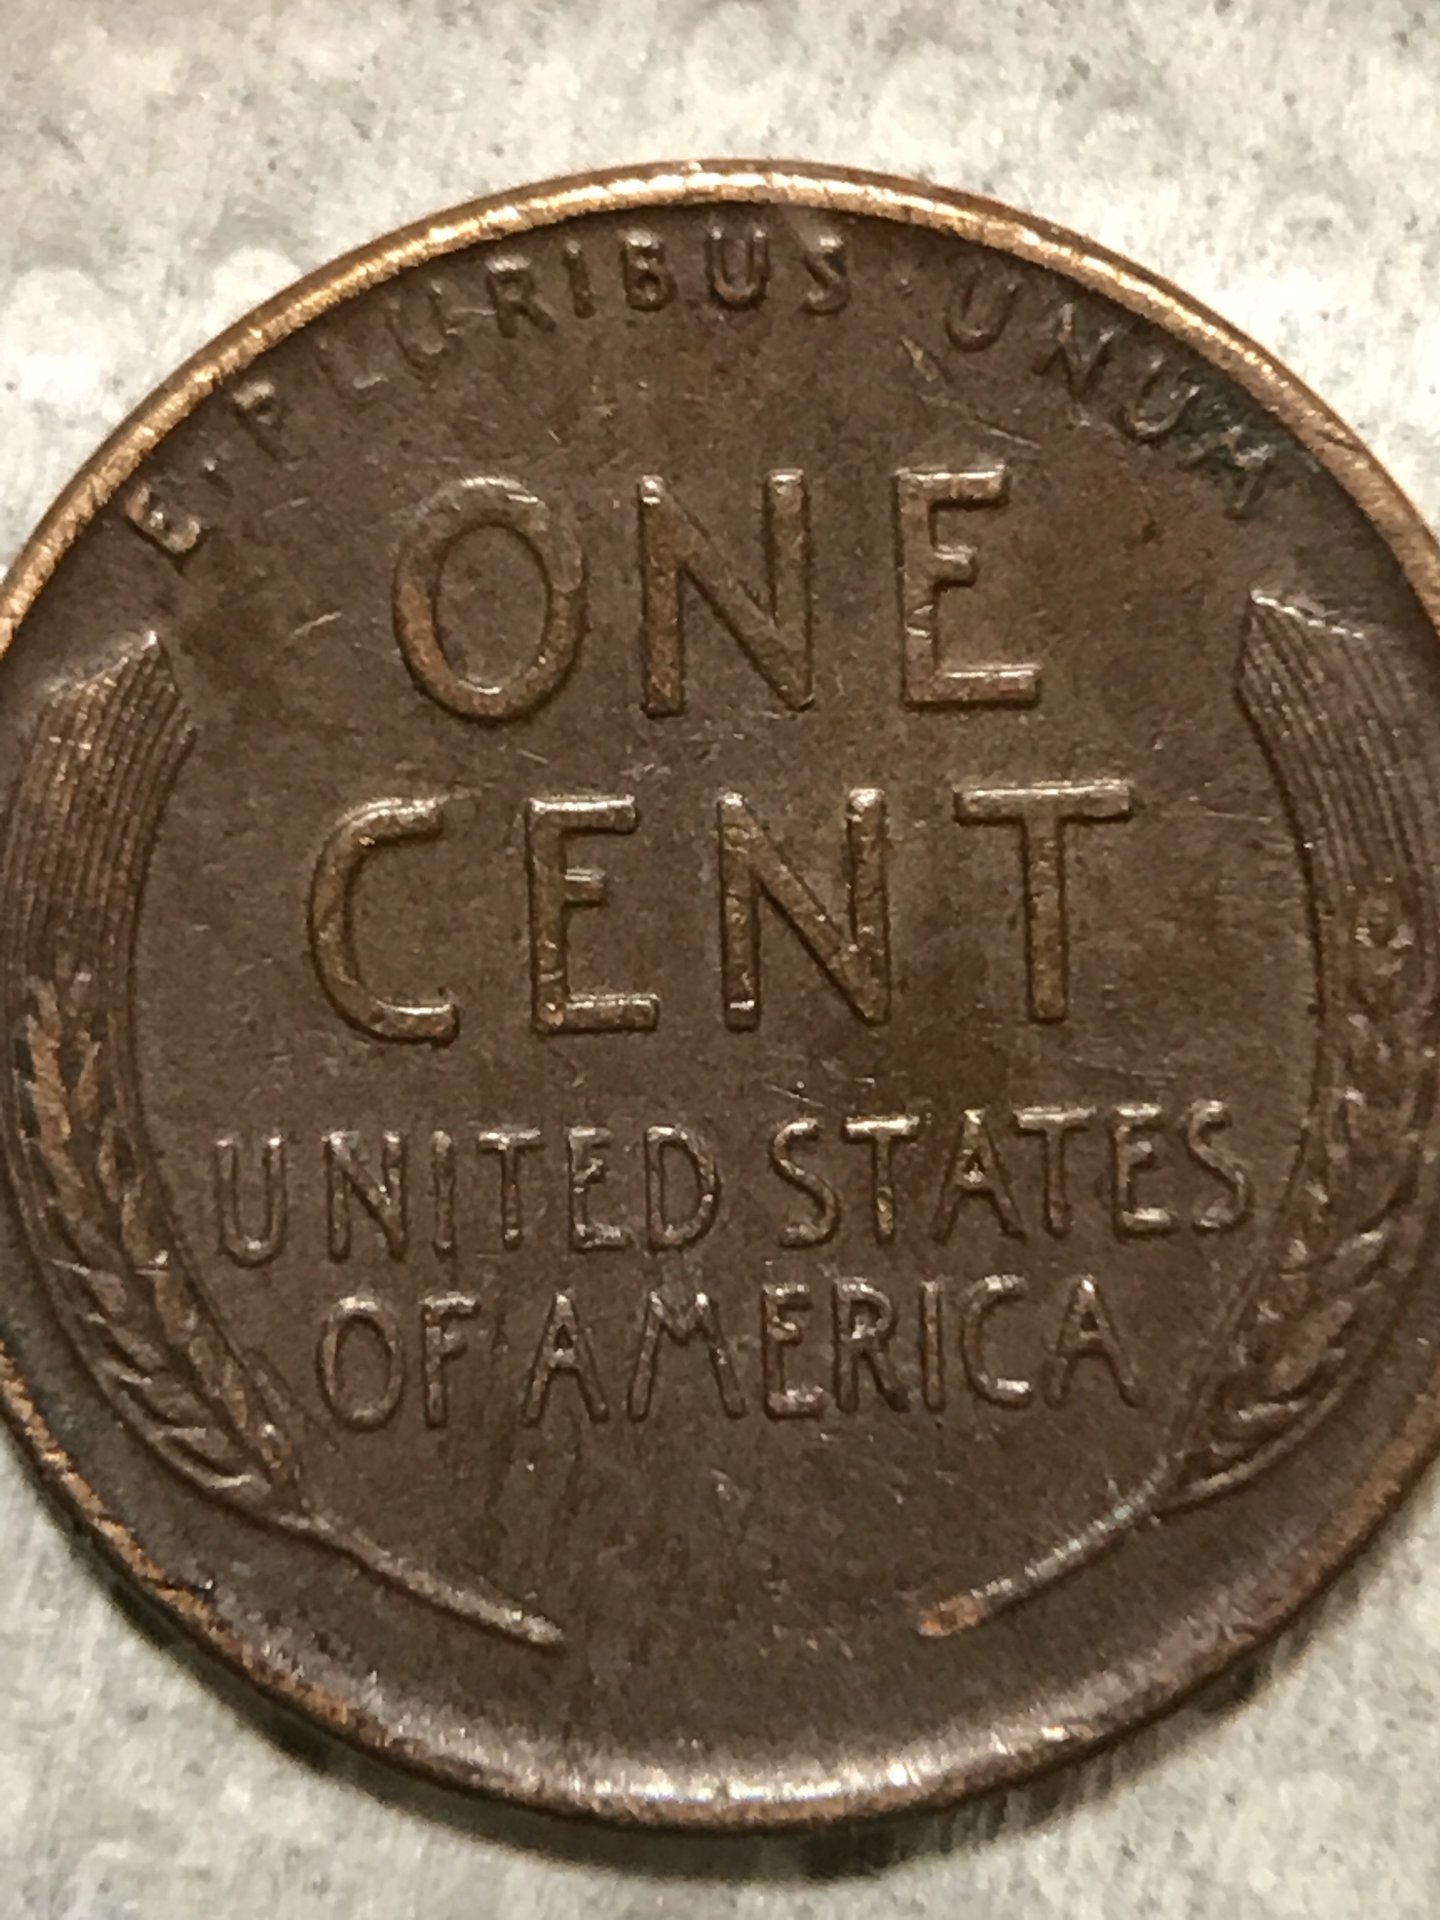 E · PLURIBUS · UNUM
ONE
CENT
UNITED STATES
OF AMERICA